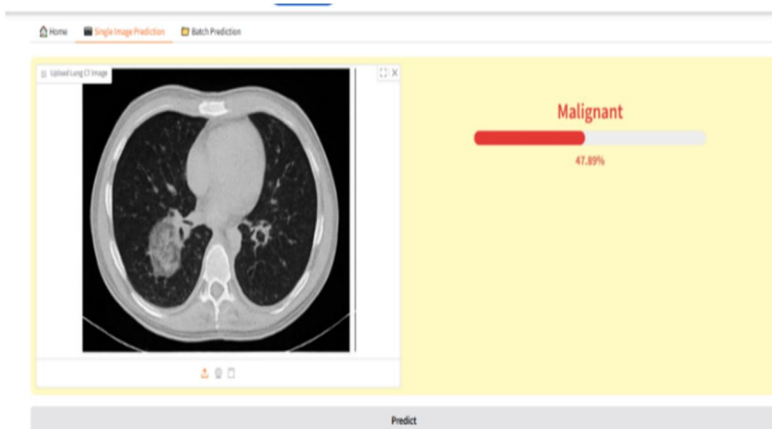 Home
Single Image Prediction
Batch Prediction
Upload Lung CT Image
Malignant
47.89%
Predict